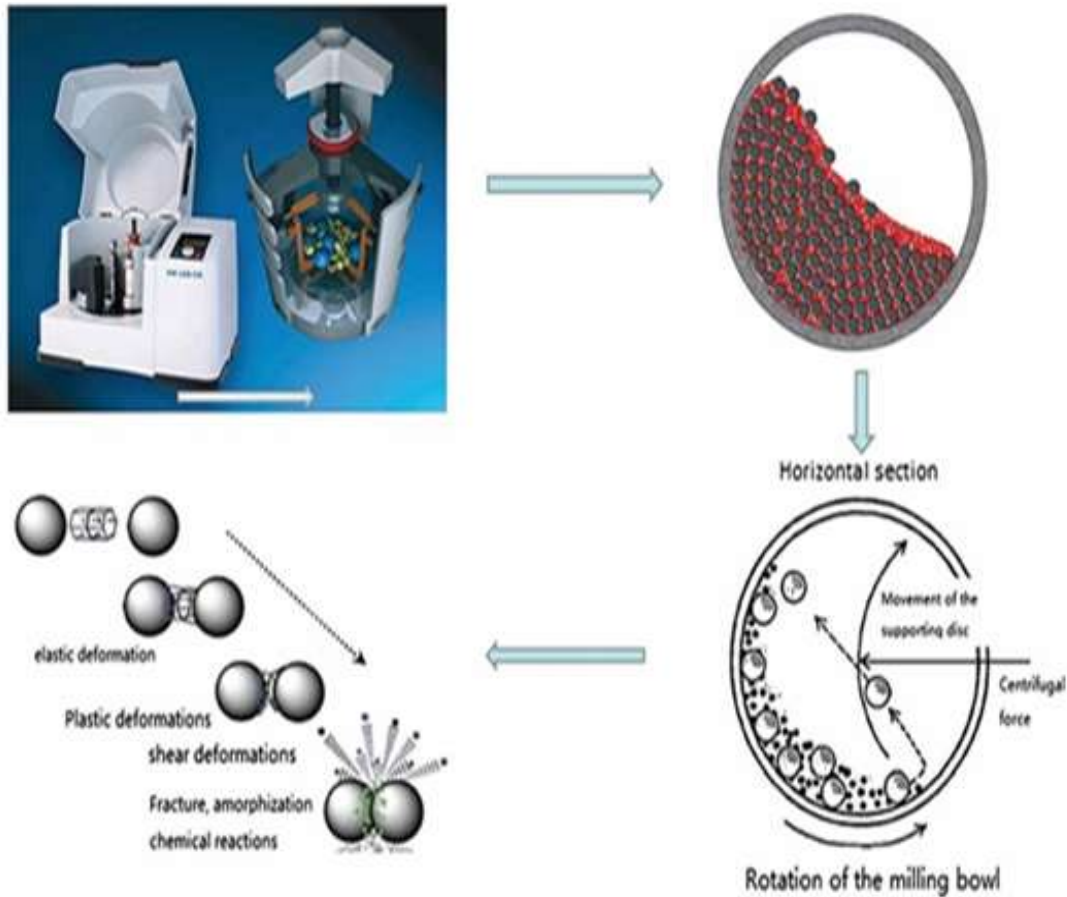 Horizontal section
Movement of the
supporting disc
Centrifugal
force
Rotation of the milling bowl
elastic deformation
Plastic deformations
shear deformations
Fracture, amorphization
chemical reactions